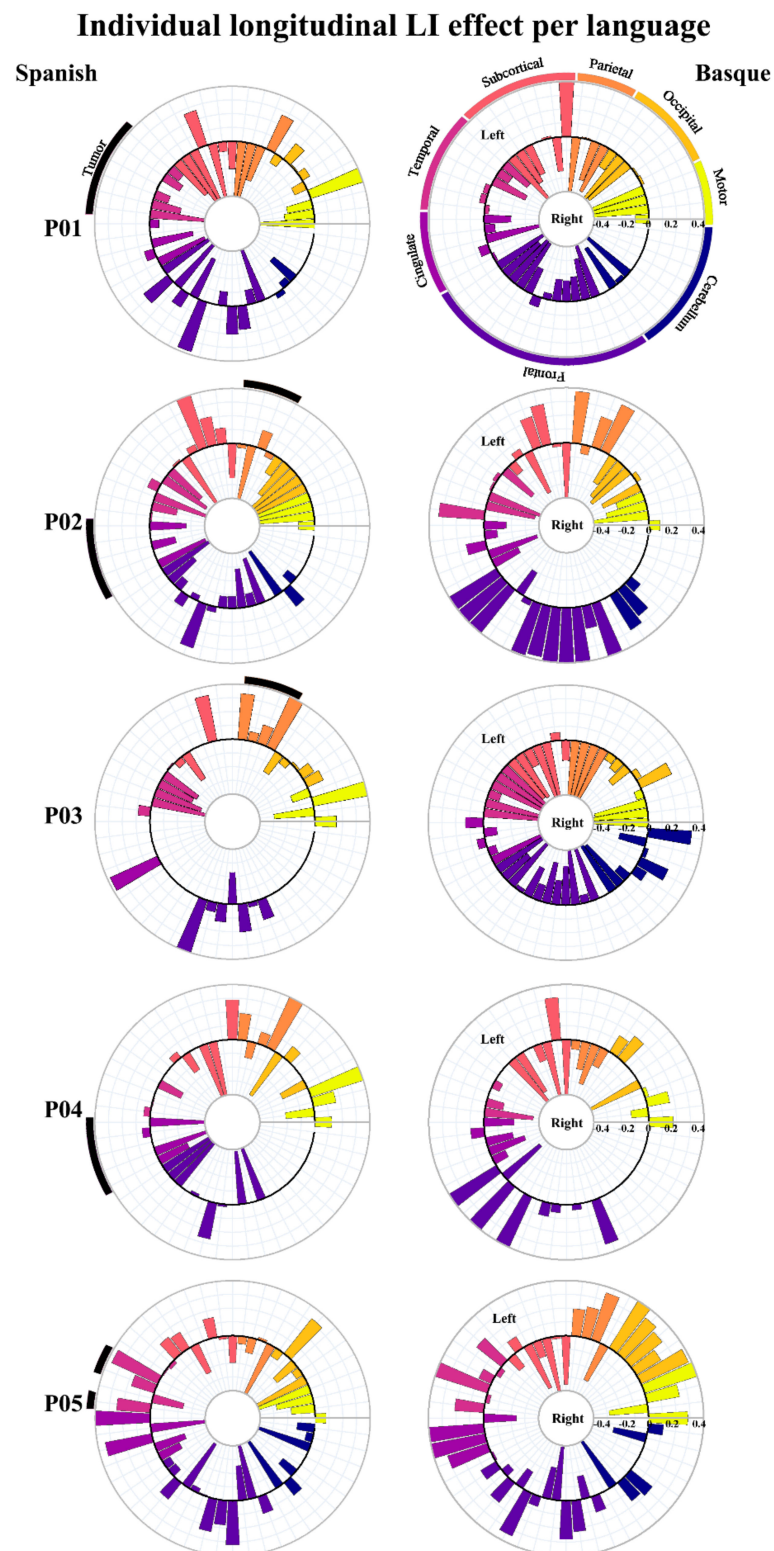 Individual longitudinal LI effect per language
Spanish
Basque
Subcortical
Parietal
Occipital
Motor
Temporal
Cingulate
Frontal
Cerebellum
Tumor
P01
Left
Right
-0.4 -0.2 0 0.2 0.4
P02
Left
Right
-0.4 -0.2 0 0.2 0.4
P03
Left
Right
-0.4 -0.2 0 0.2 0.4
P04
Left
Right
-0.4 -0.2 0 0.2 0.4
P05
Left
Right
-0.4 -0.2 0 0.2 0.4